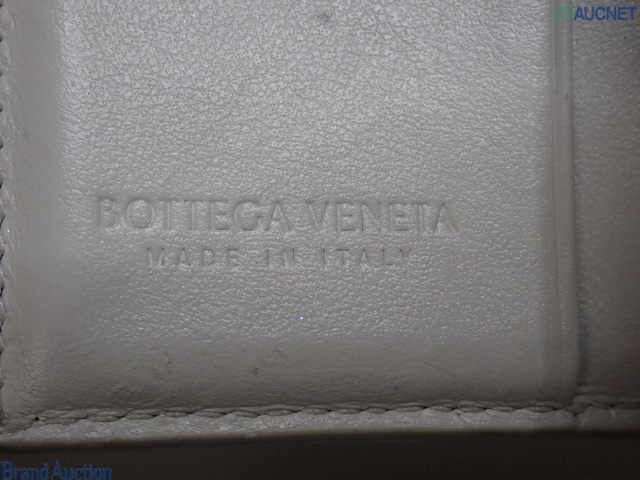 AUCNET
BOTTEGA VENETA
MADE IN ITALY
Brand Auction